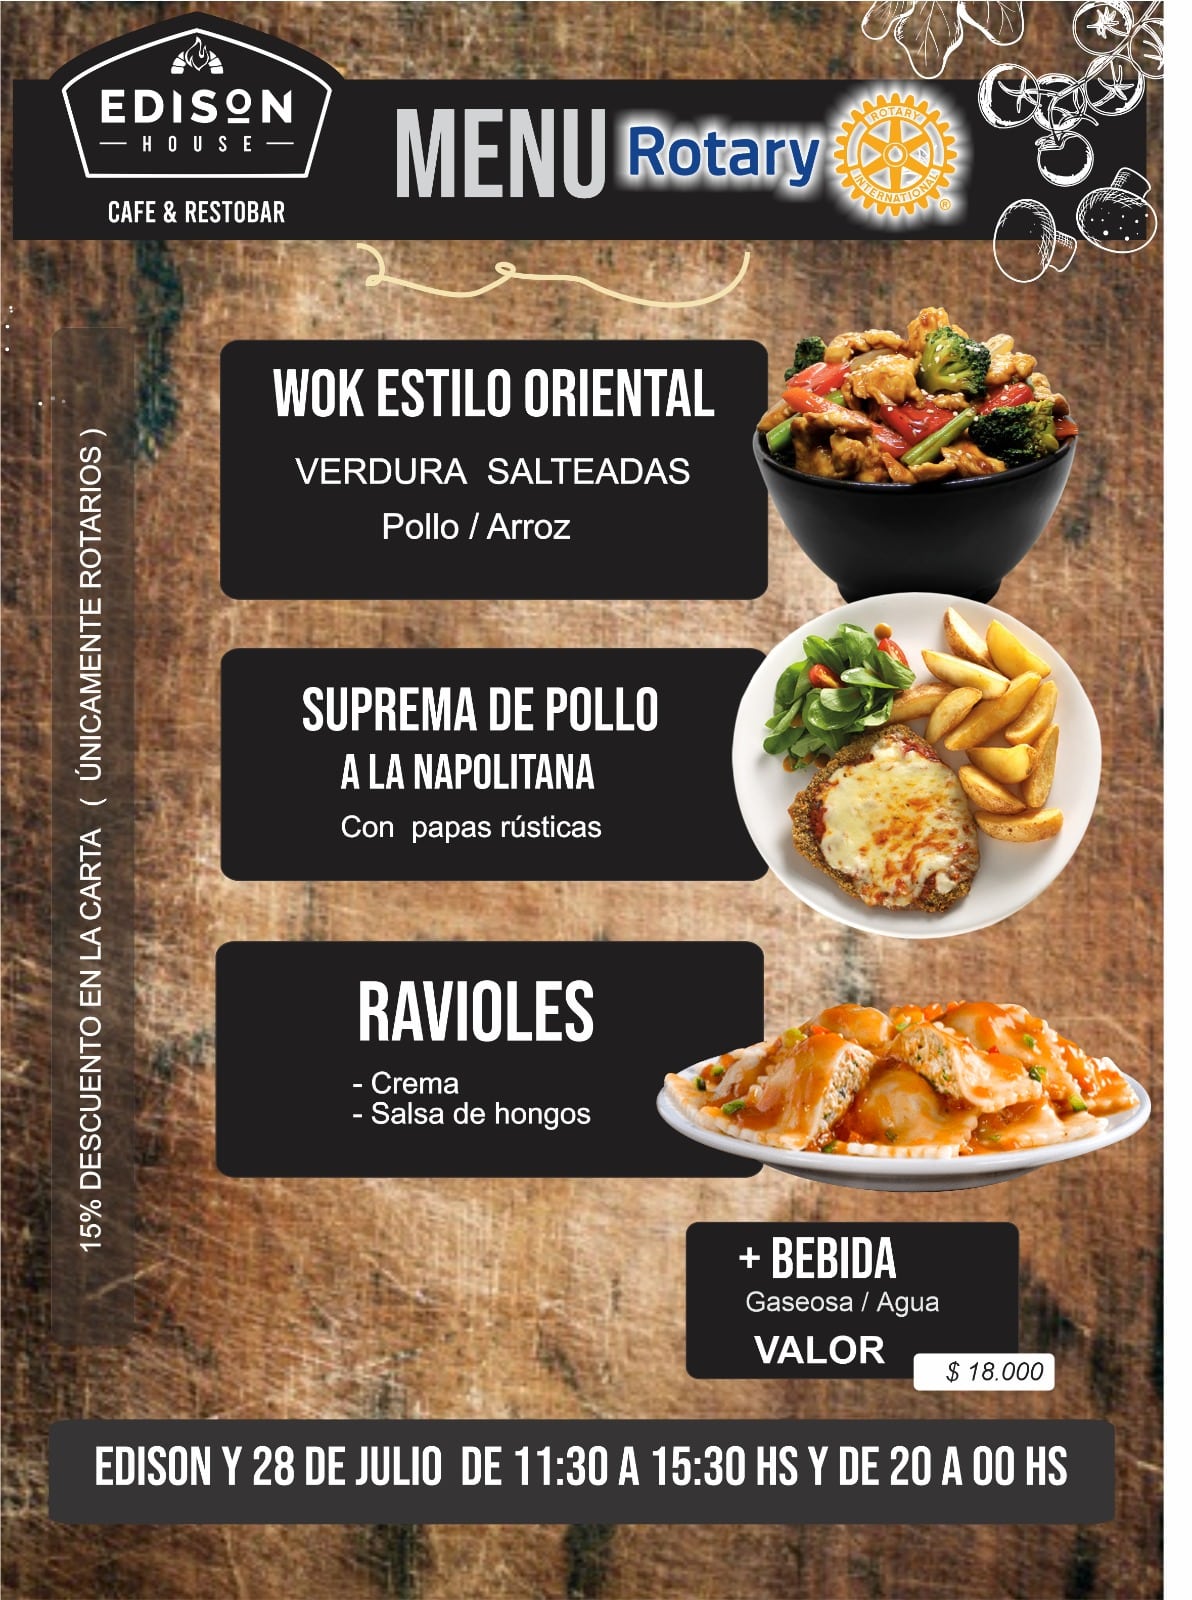 EDISON
HOUSE
CAFE & RESTOBAR
MENU
Rotary
ROTARY
INTERNATIONAL
®
15% DESCUENTO EN LA CARTA ( ÚNICAMENTE ROTARIOS )
WOK ESTILO ORIENTAL
VERDURA SALTEADAS
Pollo / Arroz
SUPREMA DE POLLO
A LA NAPOLITANA
Con papas rústicas
RAVIOLES
- Crema
- Salsa de hongos
+ BEBIDA
Gaseosa / Agua
VALOR
$ 18.000
EDISON Y 28 DE JULIO DE 11:30 A 15:30 HS Y DE 20 A 00 HS